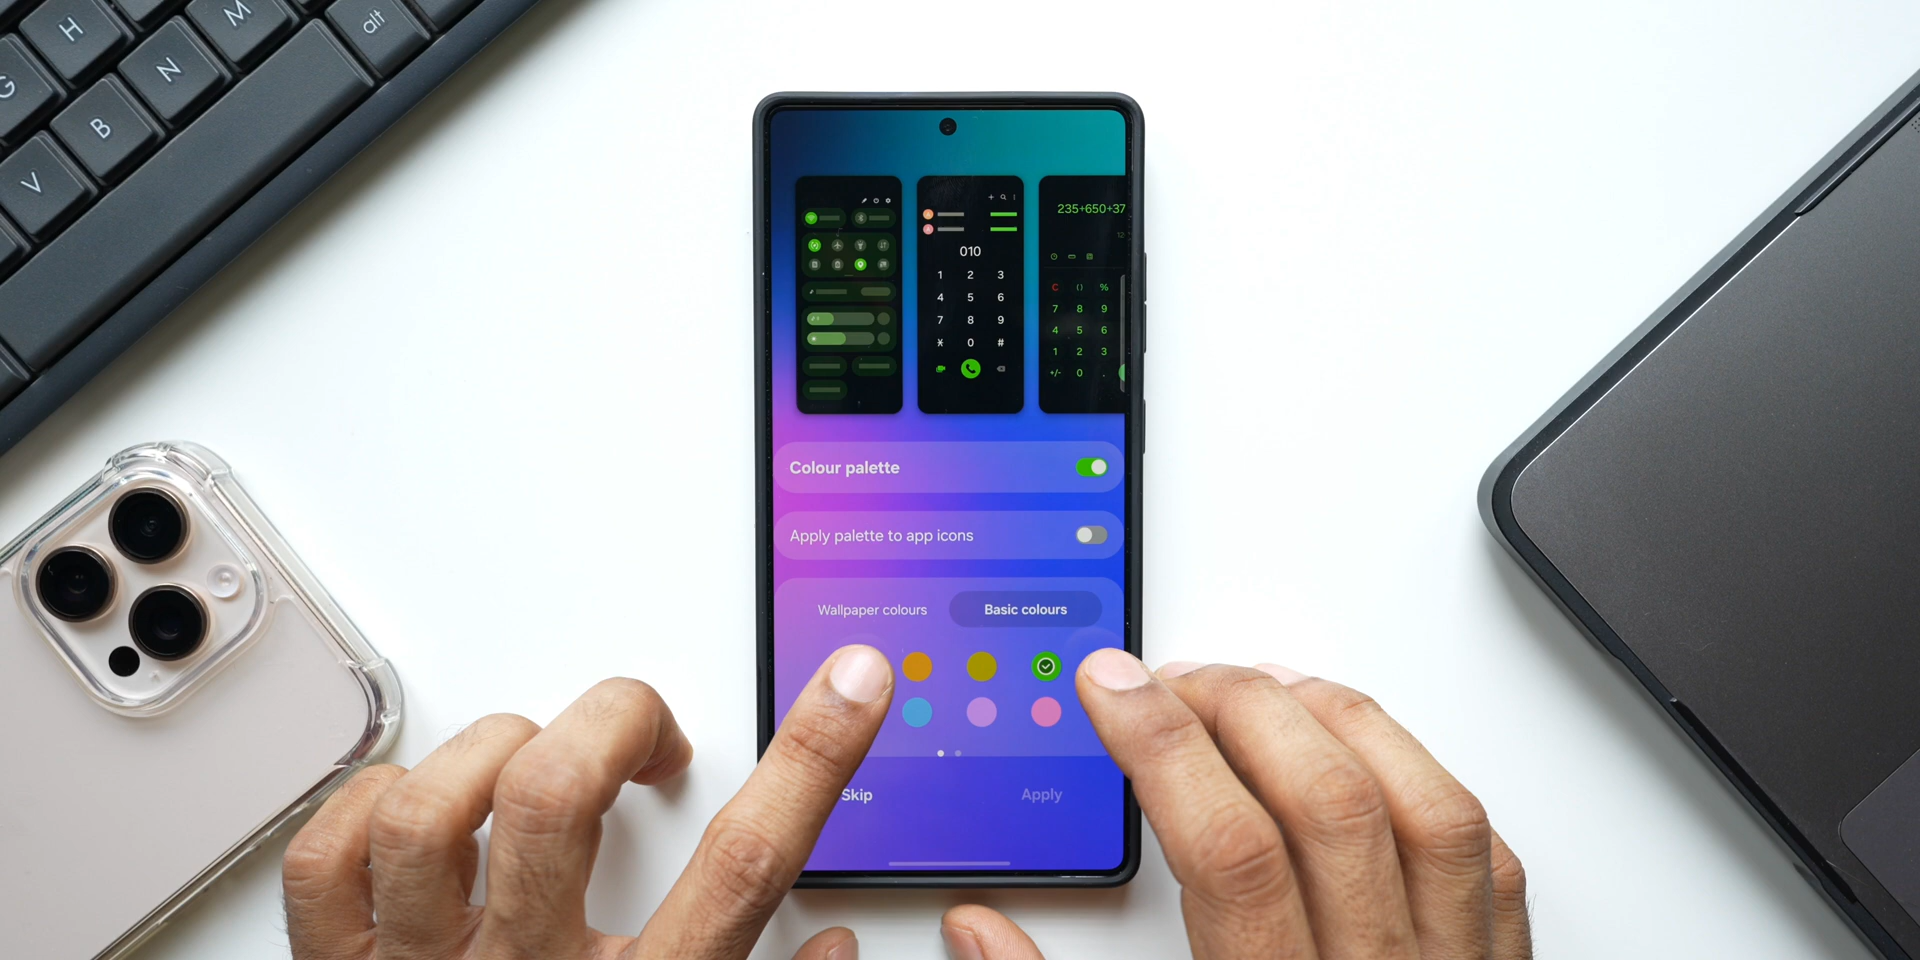 H
M
alt
G
N
B
V
235+650+37
010
1 2 3
4 5 6
7 8 9
* 0 #
C () %
7 8 9
4 5 6
1 2 3
+/- 0 .
Colour palette
Apply palette to app icons
Wallpaper colours
Basic colours
Skip
Apply